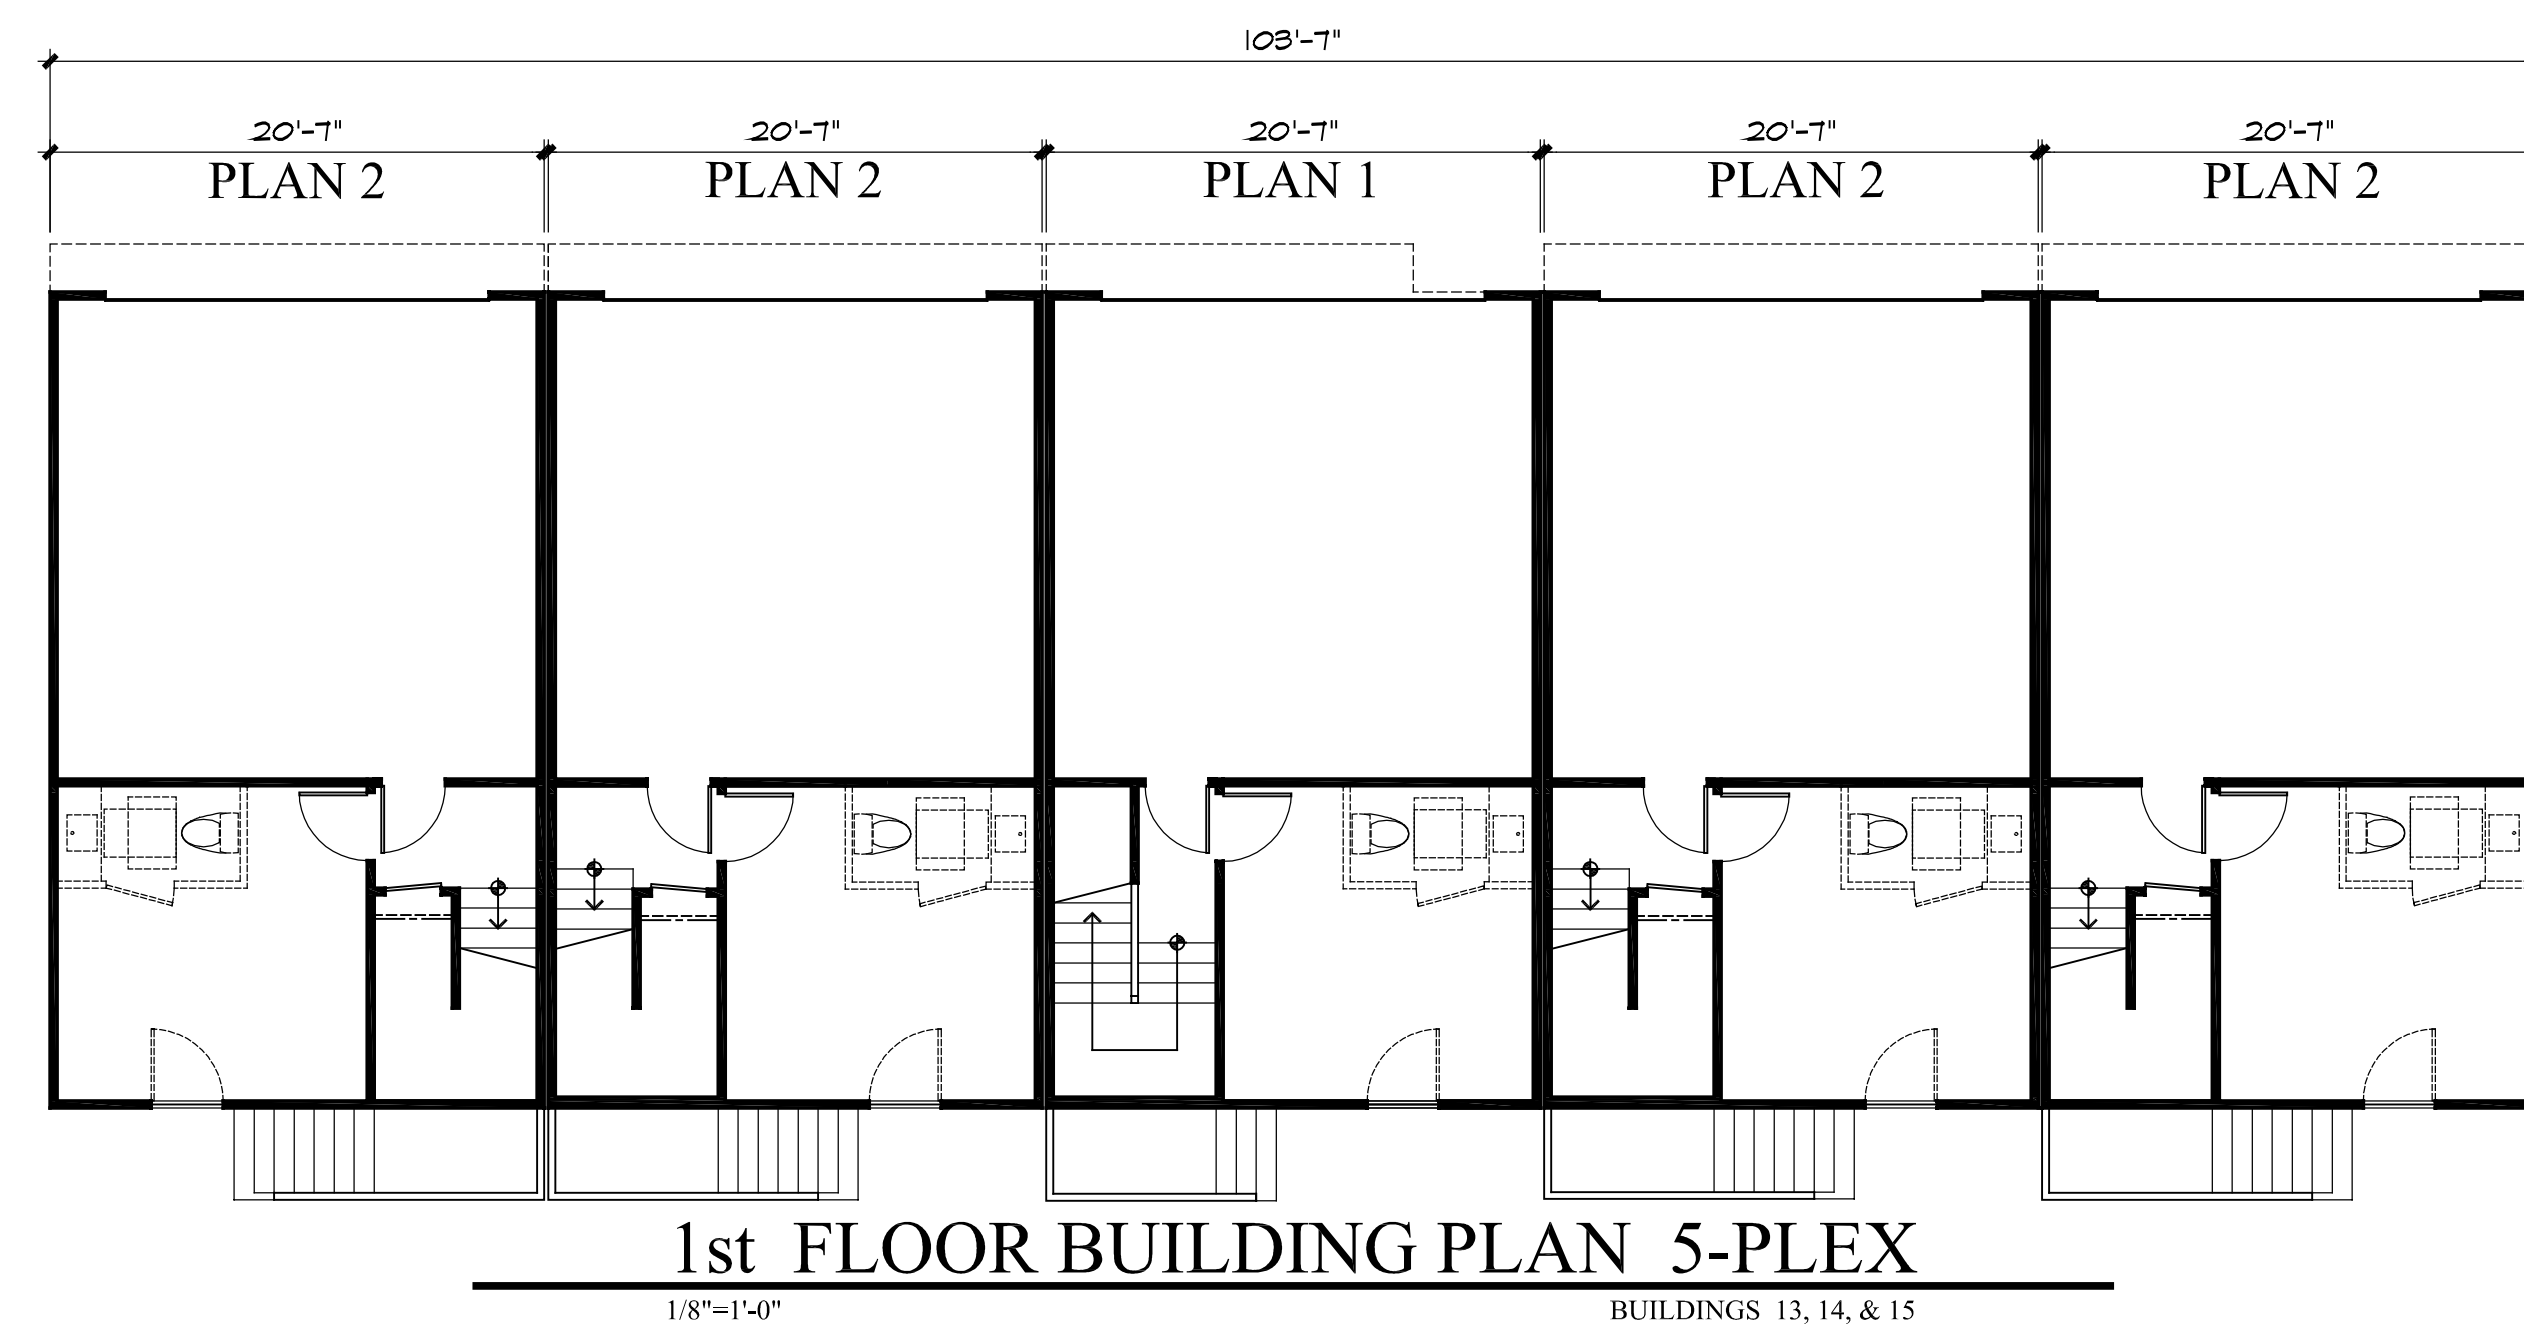 103'-7"
20'-7" 20'-7" 20'-7" 20'-7" 20'-7"
PLAN 2 PLAN 2 PLAN 1 PLAN 2 PLAN 2
1st FLOOR BUILDING PLAN 5-PLEX
1/8"=1'-0" BUILDINGS 13, 14, & 15